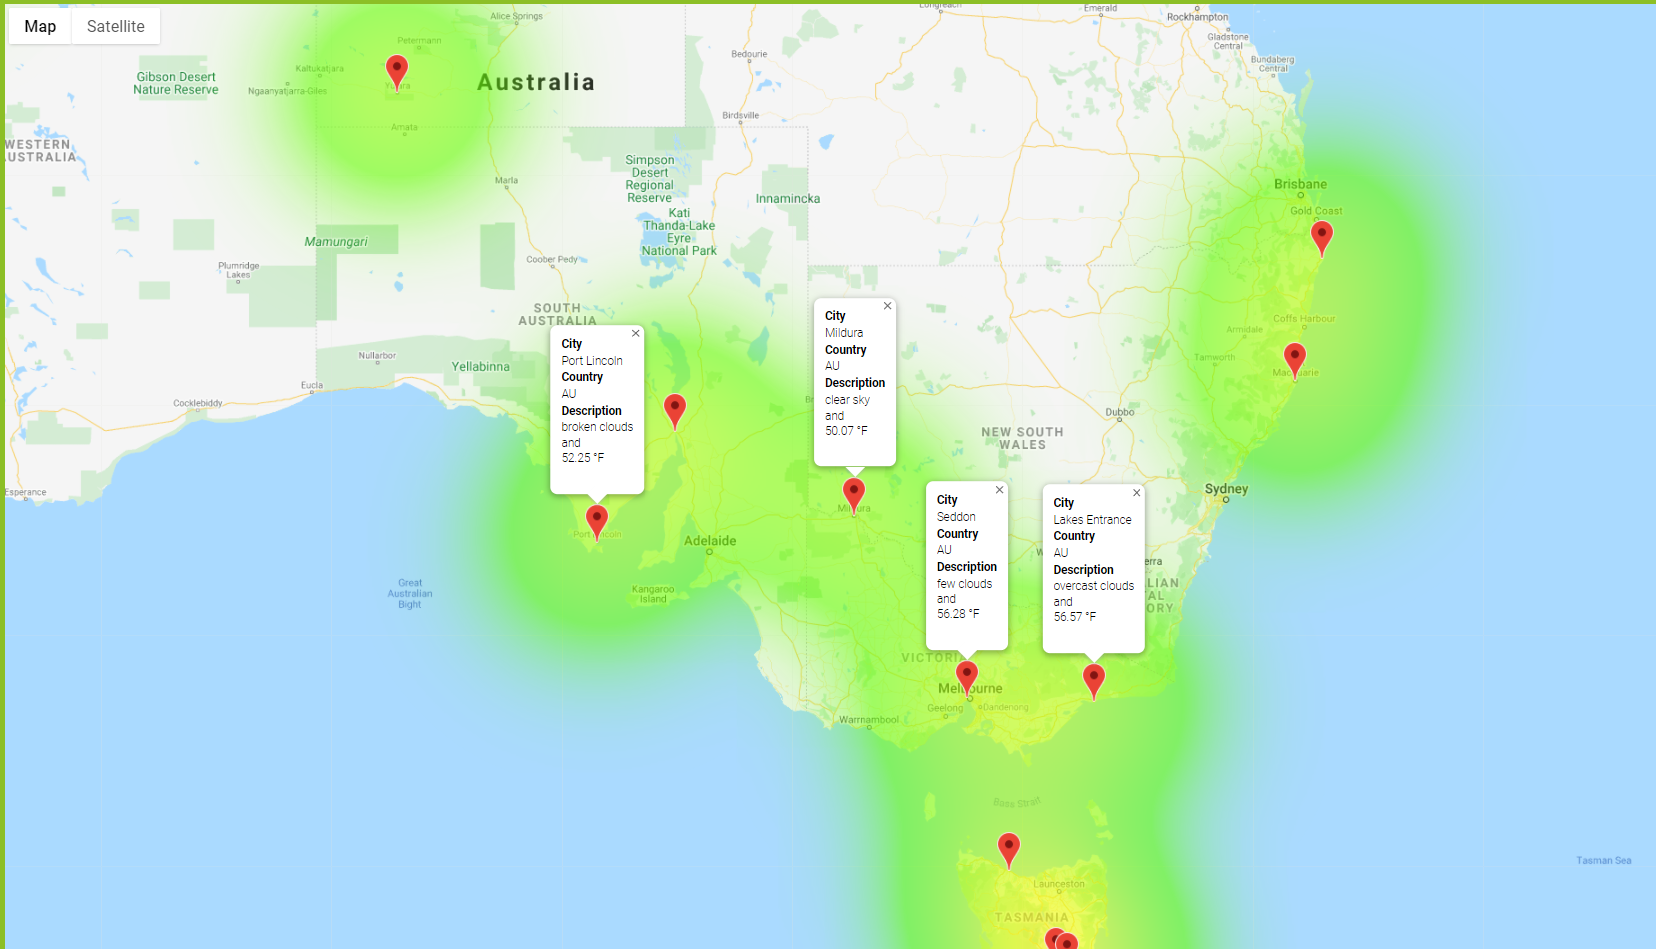 Map
Satellite
Alice Springs
Longreach
Emerald
Rockhampton
Gladstone
Central
Bundaberg
Central
Petermann
Kaltukatjara
Ngaanyatjarra-Giles
Yulara
Amata
Gibson Desert
Nature Reserve
Australia
Bedourie
Birdsville
WESTERN
AUSTRALIA
Simpson
Desert
Regional
Reserve
Marla
Innamincka
Kati
Thanda-Lake
Eyre
National Park
Brisbane
Gold Coast
Mamungari
Plumridge
Lakes
Coober Pedy
SOUTH
AUSTRALIA
Coffs Harbour
Armidale
Tamworth
Nullarbor
Yellabinna
Eucla
Cocklebiddy
Esperance
Dubbo
NEW SOUTH
WALES
Sydney
City
Port Lincoln
Country
AU
Description
broken clouds
and
52.25 °F
City
Mildura
Country
AU
Description
clear sky
and
50.07 °F
City
Seddon
Country
AU
Description
few clouds
and
56.28 °F
City
Lakes Entrance
Country
AU
Description
overcast clouds
and
56.57 °F
Adelaide
Kangaroo
Island
Great
Australian
Bight
VICTORIA
Melbourne
Geelong
Dandenong
Warrnambool
Bass Strait
Launceston
TASMANIA
Tasman Sea